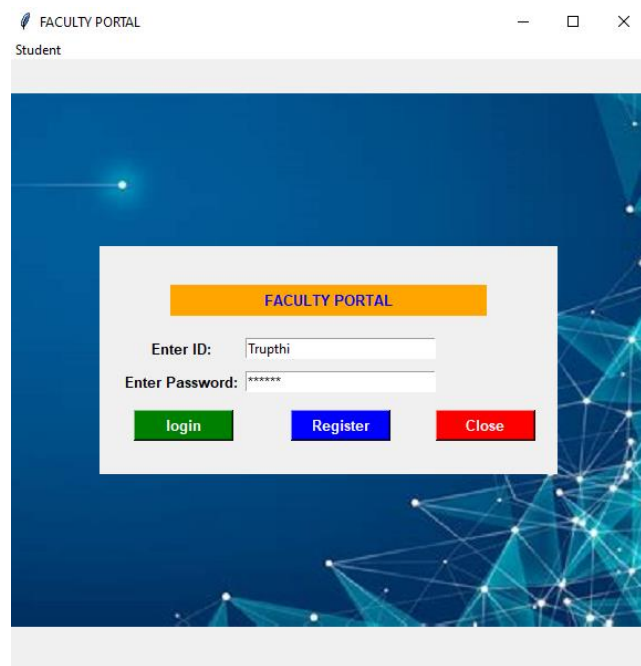 FACULTY PORTAL
Student
FACULTY PORTAL
Enter ID: Trupthi
Enter Password: ******
login Register Close